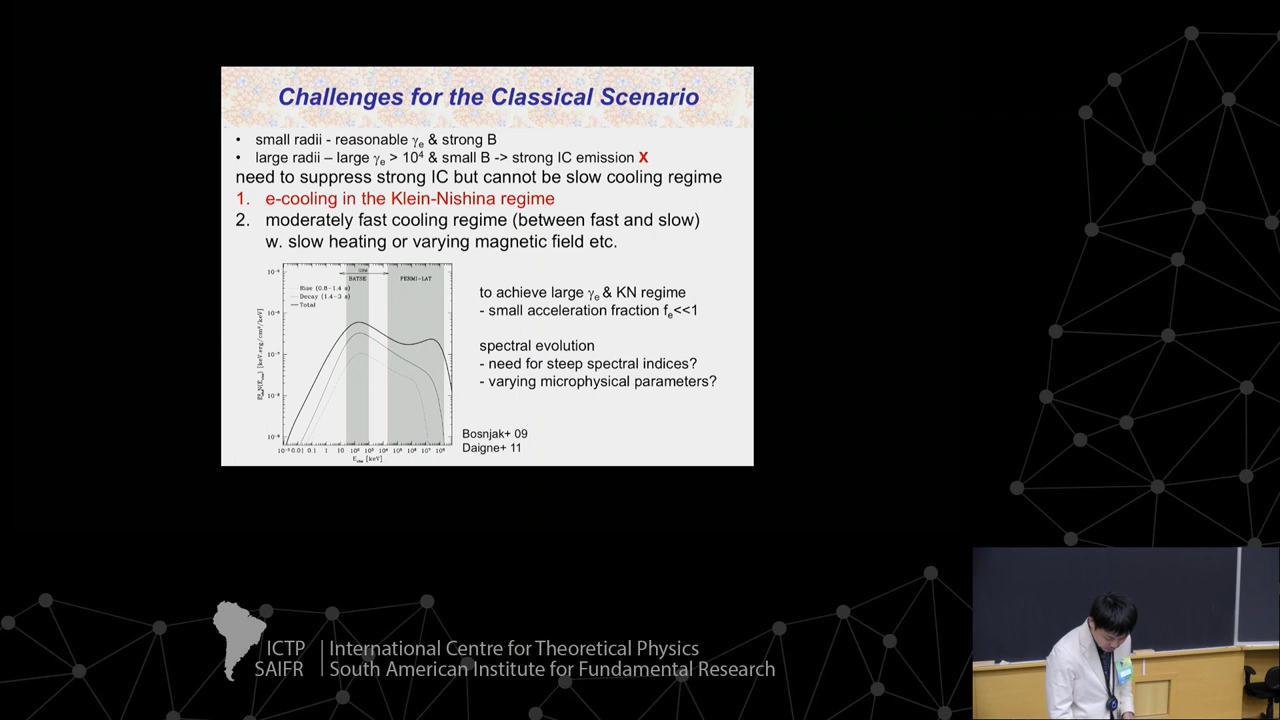 Challenges for the Classical Scenario
• small radii - reasonable γe & strong B
• large radii – large γe > 10⁴ & small B -> strong IC emission X
need to suppress strong IC but cannot be slow cooling regime
1. e-cooling in the Klein-Nishina regime
2. moderately fast cooling regime (between fast and slow)
w. slow heating or varying magnetic field etc.
BATSE
FERMI-LAT
Rise (0.8-1.4 s)
Decay (1.4-3 s)
Total
to achieve large γe & KN regime
- small acceleration fraction fe<<1
spectral evolution
- need for steep spectral indices?
- varying microphysical parameters?
Bosnjak+ 09
Daigne+ 11
ICTP
SAIFR
International Centre for Theoretical Physics
South American Institute for Fundamental Research